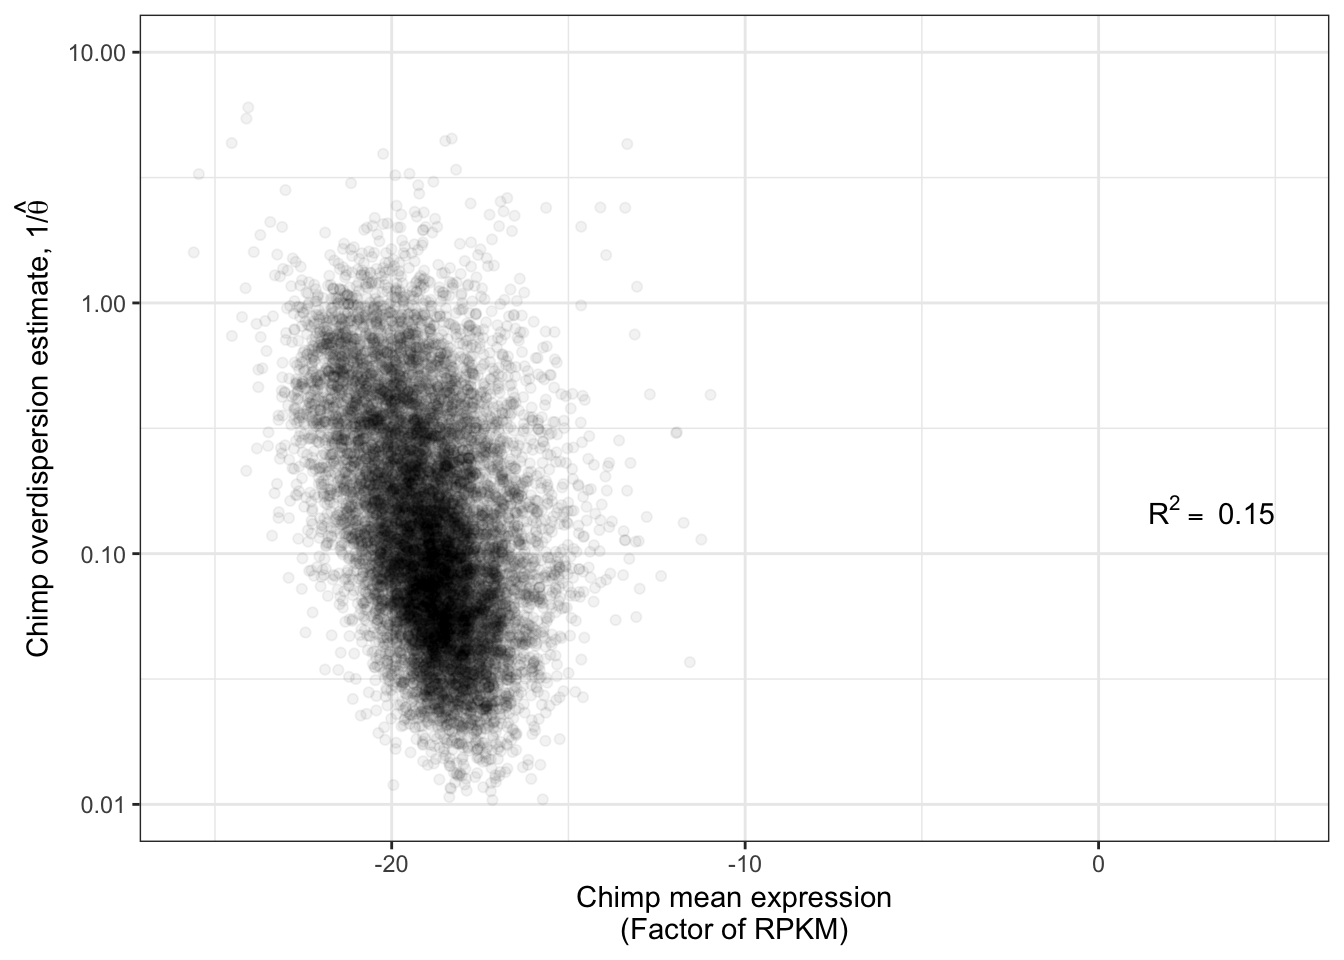 10.00
1.00
0.10
0.01
Chimp overdispersion estimate, 1/θ̂
R² = 0.15
-20
-10
0
Chimp mean expression
(Factor of RPKM)